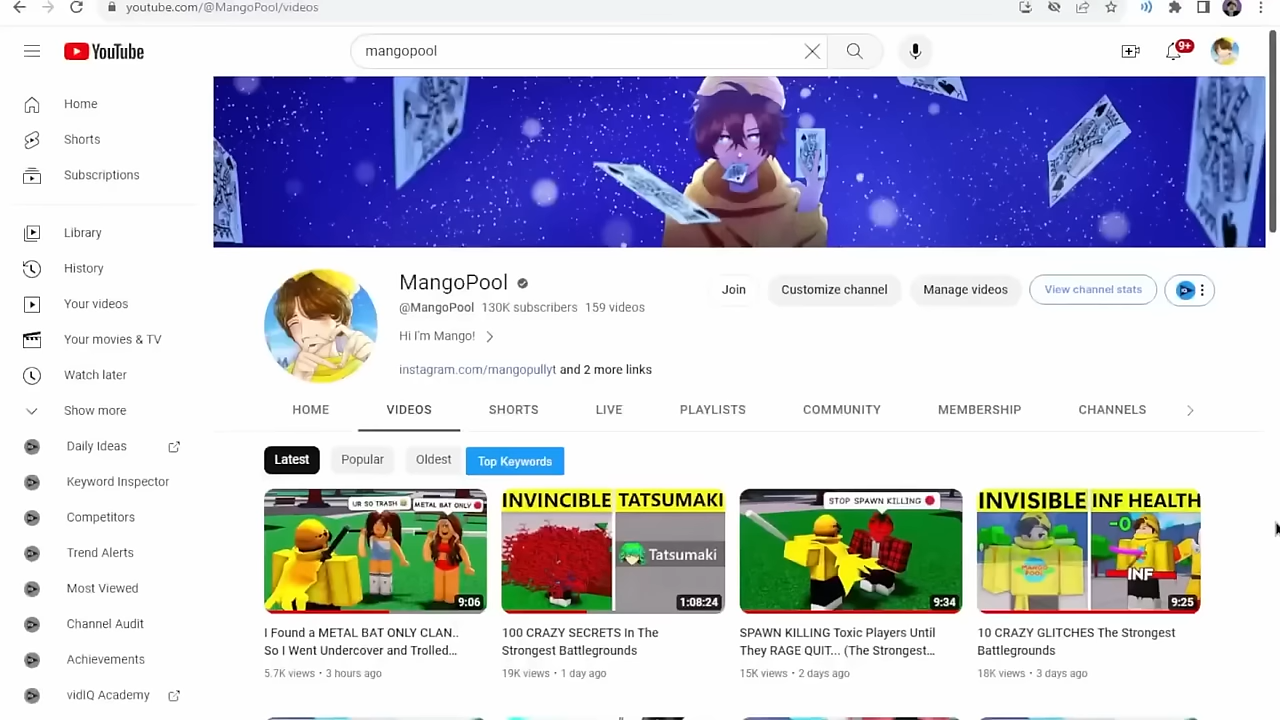 youtube.com/@MangoPool/videos
YouTube
mangopool
9+
Home
Shorts
Subscriptions
Library
History
Your videos
Your movies & TV
Watch later
Show more
Daily Ideas
Keyword Inspector
Competitors
Trend Alerts
Most Viewed
Channel Audit
Achievements
vidIQ Academy
MangoPool
@MangoPool 130K subscribers 159 videos
Hi I'm Mango!
instagram.com/mangopullyt and 2 more links
Join
Customize channel
Manage videos
View channel stats
HOME
VIDEOS
SHORTS
LIVE
PLAYLISTS
COMMUNITY
MEMBERSHIP
CHANNELS
Latest
Popular
Oldest
Top Keywords
UR SO TRASH
METAL BAT ONLY
9:06
I Found a METAL BAT ONLY CLAN..
So I Went Undercover and Trolled...
5.7K views • 3 hours ago
INVINCIBLE TATSUMAKI
Tatsumaki
1:08:24
100 CRAZY SECRETS In The
Strongest Battlegrounds
19K views • 1 day ago
STOP SPAWN KILLING
9:34
SPAWN KILLING Toxic Players Until
They RAGE QUIT... (The Strongest...
15K views • 2 days ago
INVISIBLE INF HEALTH
-0
MANGO
POOL
INF
9:25
10 CRAZY GLITCHES The Strongest
Battlegrounds
18K views • 3 days ago